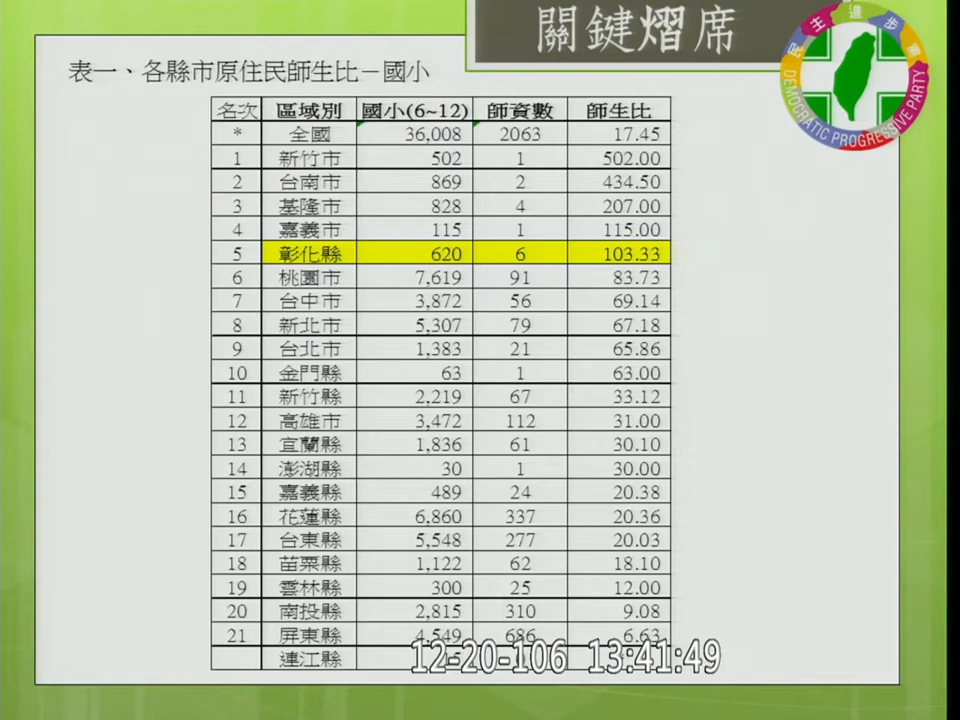 關鍵熠席
民主進步黨
DEMOCRATIC PROGRESSIVE PARTY
表一、各縣市原住民師生比－國小
名次 區域別 國小(6~12) 師資數 師生比
* 全國 36,008 2063 17.45
1 新竹市 502 1 502.00
2 台南市 869 2 434.50
3 基隆市 828 4 207.00
4 嘉義市 115 1 115.00
5 彰化縣 620 6 103.33
6 桃園市 7,619 91 83.73
7 台中市 3,872 56 69.14
8 新北市 5,307 79 67.18
9 台北市 1,383 21 65.86
10 金門縣 63 1 63.00
11 新竹縣 2,219 67 33.12
12 高雄市 3,472 112 31.00
13 宜蘭縣 1,836 61 30.10
14 澎湖縣 30 1 30.00
15 嘉義縣 489 24 20.38
16 花蓮縣 6,860 337 20.36
17 台東縣 5,548 277 20.03
18 苗栗縣 1,122 62 18.10
19 雲林縣 300 25 12.00
20 南投縣 2,815 310 9.08
21 屏東縣 4,549 686 6.63
連江縣
12-20-106 13:41:49